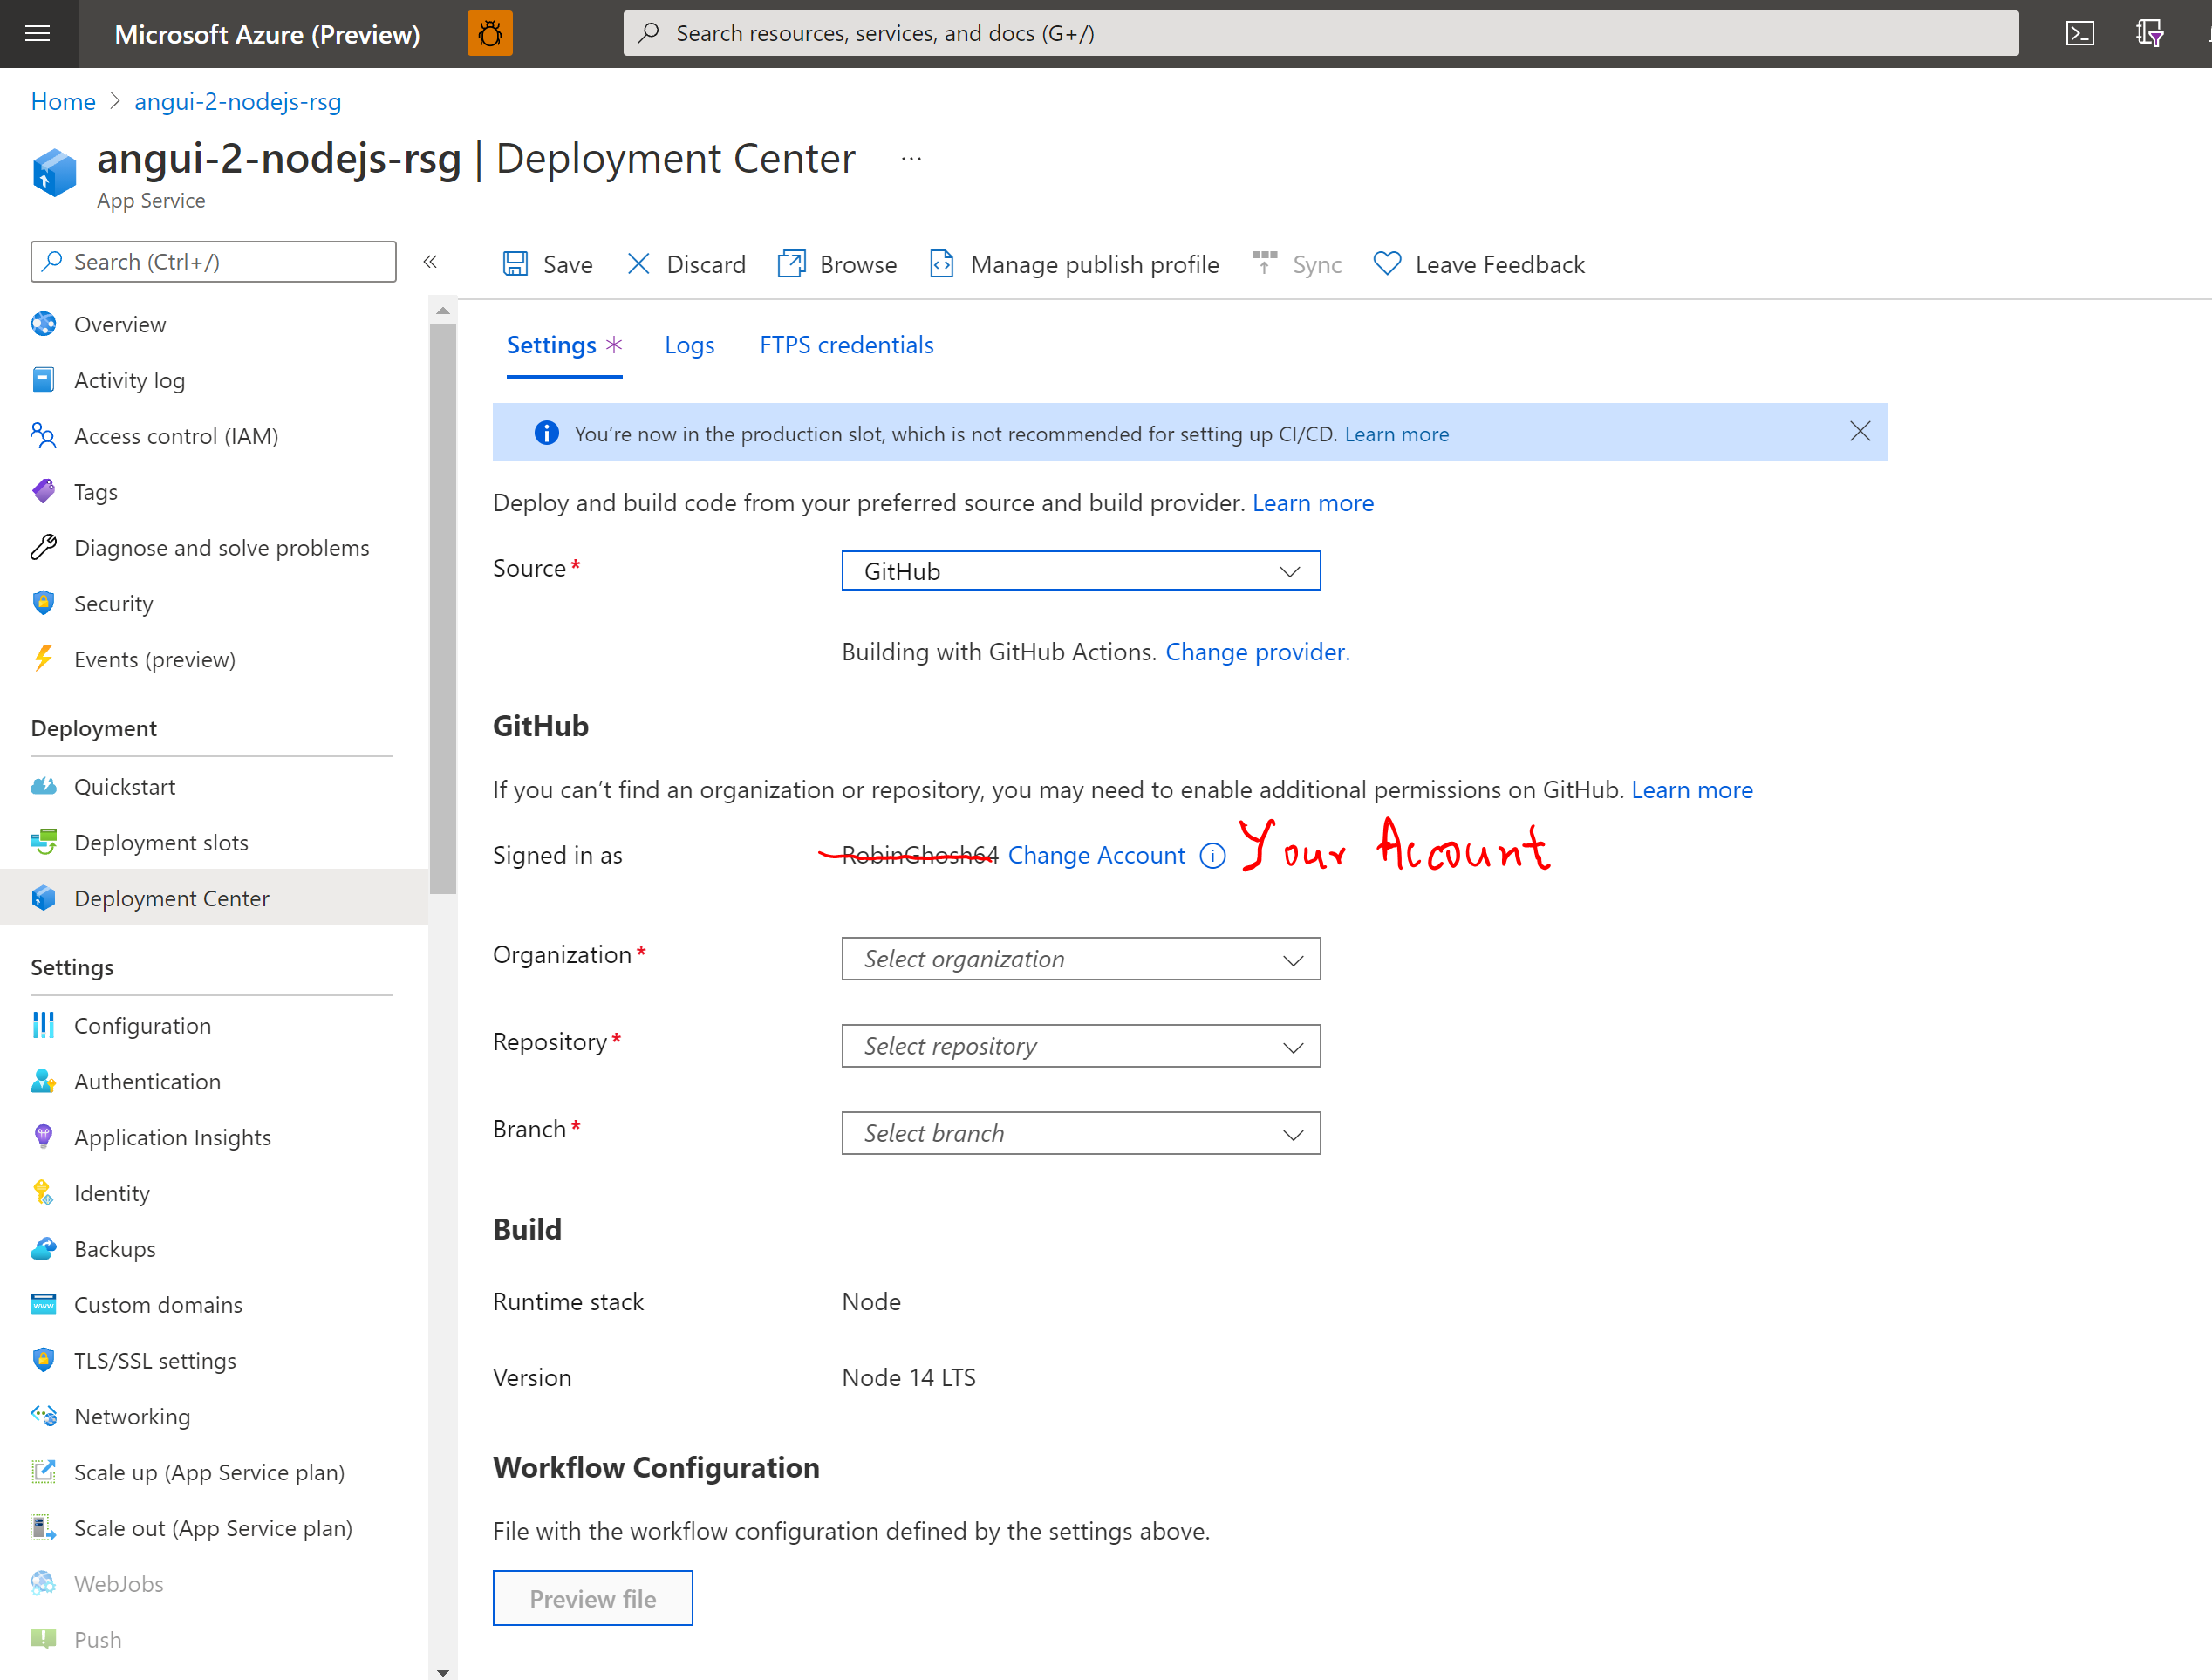 Microsoft Azure (Preview)
Search resources, services, and docs (G+/)
Home > angui-2-nodejs-rsg
angui-2-nodejs-rsg | Deployment Center ...
App Service
Search (Ctrl+/)
«
Overview
Activity log
Access control (IAM)
Tags
Diagnose and solve problems
Security
Events (preview)
Deployment
Quickstart
Deployment slots
Deployment Center
Settings
Configuration
Authentication
Application Insights
Identity
Backups
Custom domains
TLS/SSL settings
Networking
Scale up (App Service plan)
Scale out (App Service plan)
WebJobs
Push
Save Discard Browse Manage publish profile Sync Leave Feedback
Settings * Logs FTPS credentials
You’re now in the production slot, which is not recommended for setting up CI/CD. Learn more
Deploy and build code from your preferred source and build provider. Learn more
Source* GitHub
Building with GitHub Actions. Change provider.
GitHub
If you can’t find an organization or repository, you may need to enable additional permissions on GitHub. Learn more
Signed in as RobinGhosh64 Change Account Your Account
Organization* Select organization
Repository* Select repository
Branch* Select branch
Build
Runtime stack Node
Version Node 14 LTS
Workflow Configuration
File with the workflow configuration defined by the settings above.
Preview file